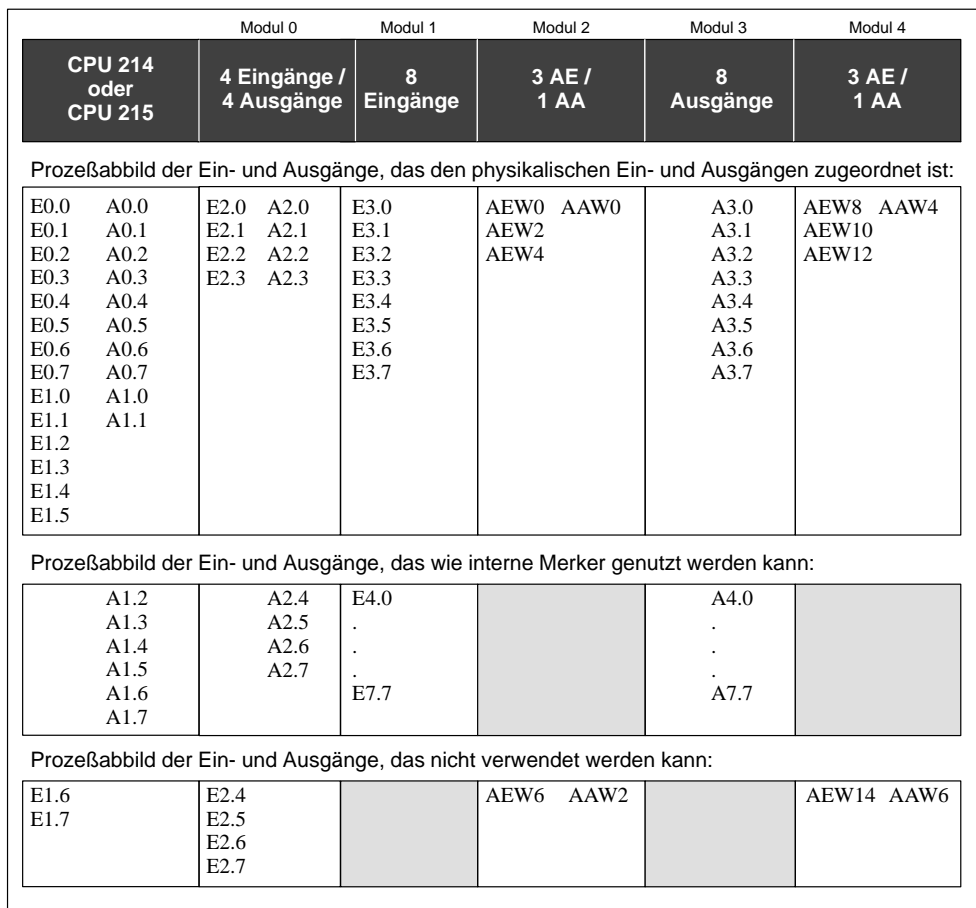 Modul 0 Modul 1 Modul 2 Modul 3 Modul 4
CPU 214 oder CPU 215
4 Eingänge / 4 Ausgänge
8 Eingänge
3 AE / 1 AA
8 Ausgänge
3 AE / 1 AA
Prozeßabbild der Ein- und Ausgänge, das den physikalischen Ein- und Ausgängen zugeordnet ist:
E0.0 A0.0 E2.0 A2.0 E3.0 AEW0 AAW0 A3.0 AEW8 AAW4
E0.1 A0.1 E2.1 A2.1 E3.1 AEW2 A3.1 AEW10
E0.2 A0.2 E2.2 A2.2 E3.2 AEW4 A3.2 AEW12
E0.3 A0.3 E2.3 A2.3 E3.3 A3.3
E0.4 A0.4 E3.4 A3.4
E0.5 A0.5 E3.5 A3.5
E0.6 A0.6 E3.6 A3.6
E0.7 A0.7 E3.7 A3.7
E1.0 A1.0
E1.1 A1.1
E1.2
E1.3
E1.4
E1.5
Prozeßabbild der Ein- und Ausgänge, das wie interne Merker genutzt werden kann:
A1.2 A2.4 E4.0 A4.0
A1.3 A2.5 . .
A1.4 A2.6 . .
A1.5 A2.7 . .
A1.6 E7.7 A7.7
A1.7
Prozeßabbild der Ein- und Ausgänge, das nicht verwendet werden kann:
E1.6 E2.4 AEW6 AAW2 AEW14 AAW6
E1.7 E2.5
E2.6
E2.7